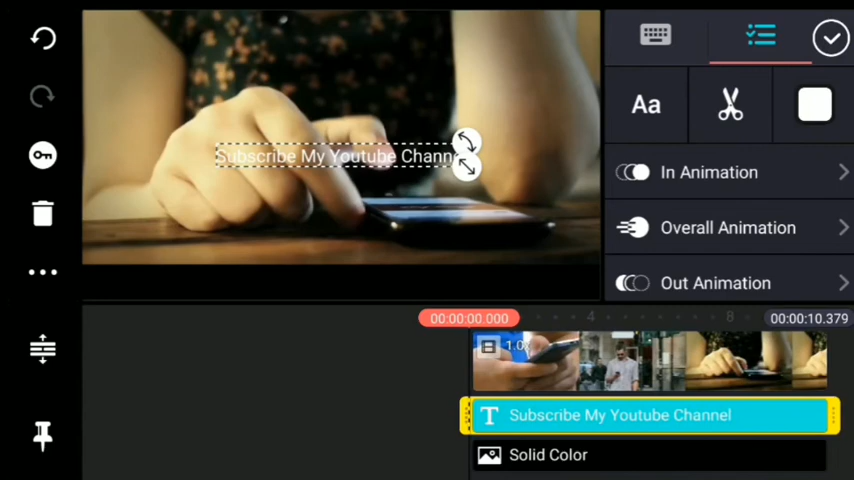 Subscribe My Youtube Chann
Aa
In Animation
Overall Animation
Out Animation
00:00:00.000
4
8
00:00:10.379
1.0x
T Subscribe My Youtube Channel
Solid Color